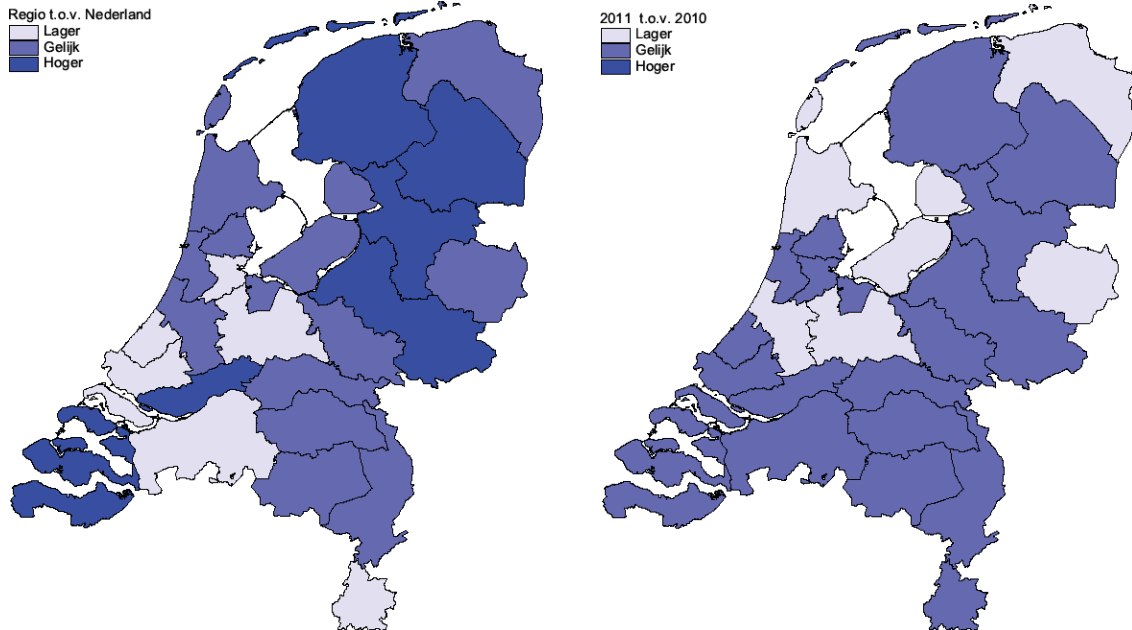 Regio t.o.v. Nederland
Lager
Gelijk
Hoger
2011 t.o.v. 2010
Lager
Gelijk
Hoger